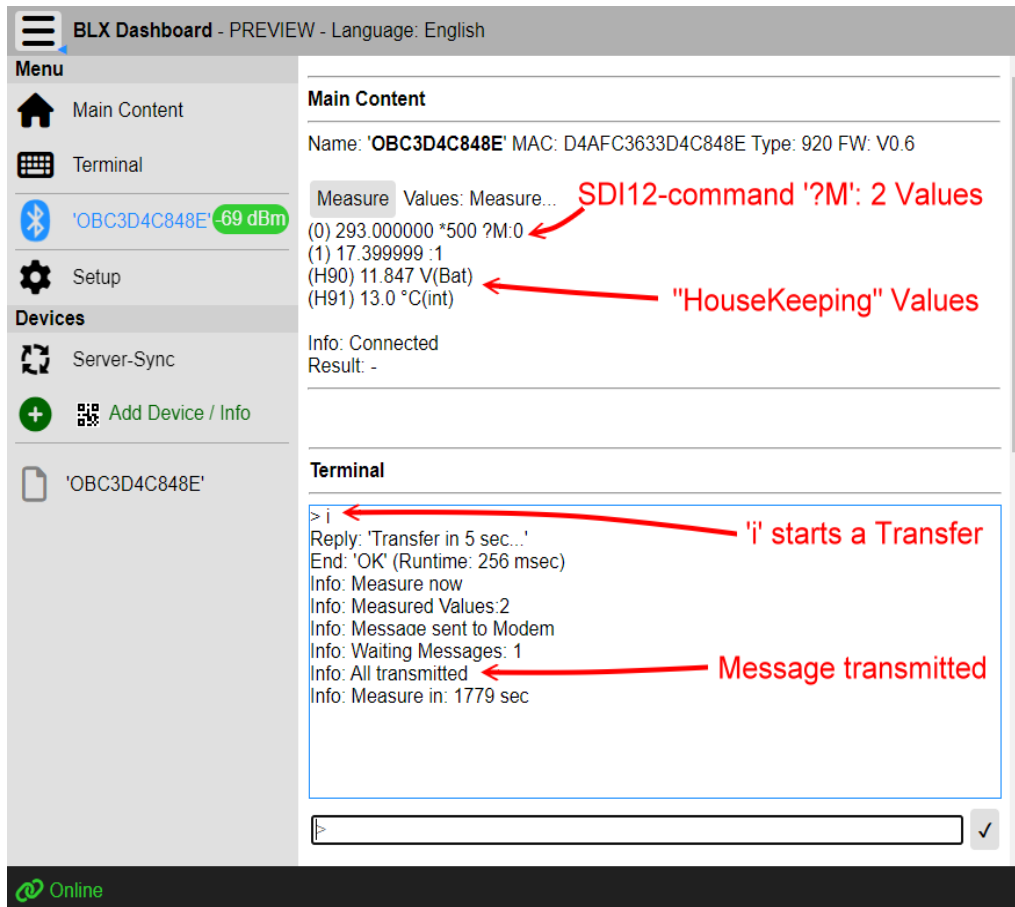 BLX Dashboard - PREVIEW - Language: English
Menu
Main Content
Terminal
'OBC3D4C848E' -69 dBm
Setup
Devices
Server-Sync
Add Device / Info
'OBC3D4C848E'
Main Content
Name: 'OBC3D4C848E' MAC: D4AFC3633D4C848E Type: 920 FW: V0.6
Measure Values: Measure...
SDI12-command '?M': 2 Values
(0) 293.000000 *500 ?M:0
(1) 17.399999 :1
(H90) 11.847 V(Bat)
(H91) 13.0 °C(int)
"HouseKeeping" Values
Info: Connected
Result: -
Terminal
> i
'i' starts a Transfer
Reply: 'Transfer in 5 sec...'
End: 'OK' (Runtime: 256 msec)
Info: Measure now
Info: Measured Values:2
Info: Message sent to Modem
Info: Waiting Messages: 1
Info: All transmitted
Message transmitted
Info: Measure in: 1779 sec
>
Online